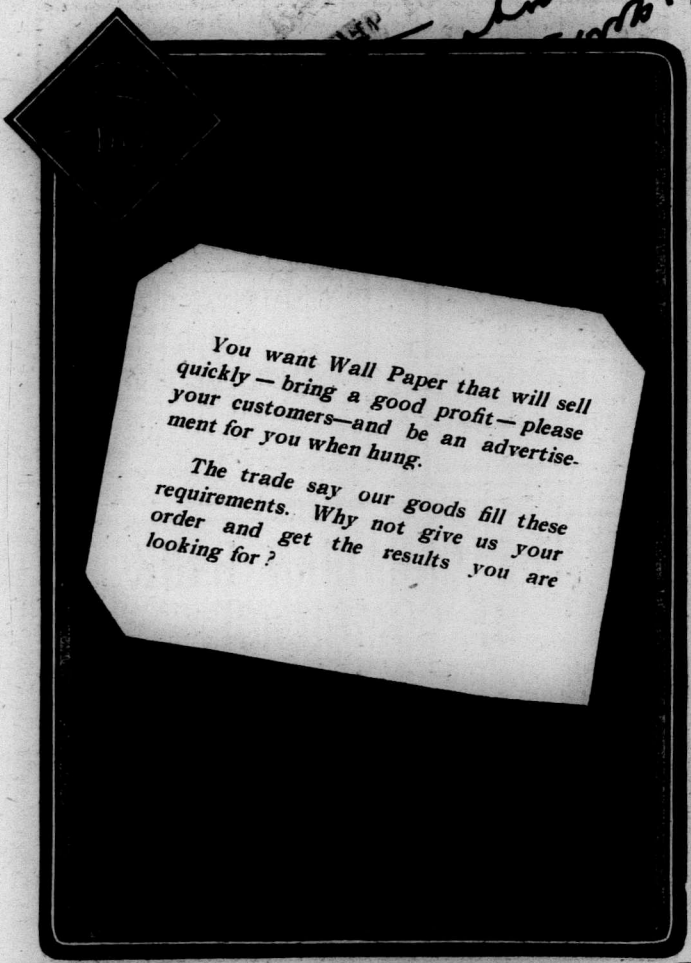 You want Wall Paper that will sell
quickly — bring a good profit — please
your customers—and be an advertise-
ment for you when hung.
The trade say our goods fill these
requirements. Why not give us your
order and get the results you are
looking for ?